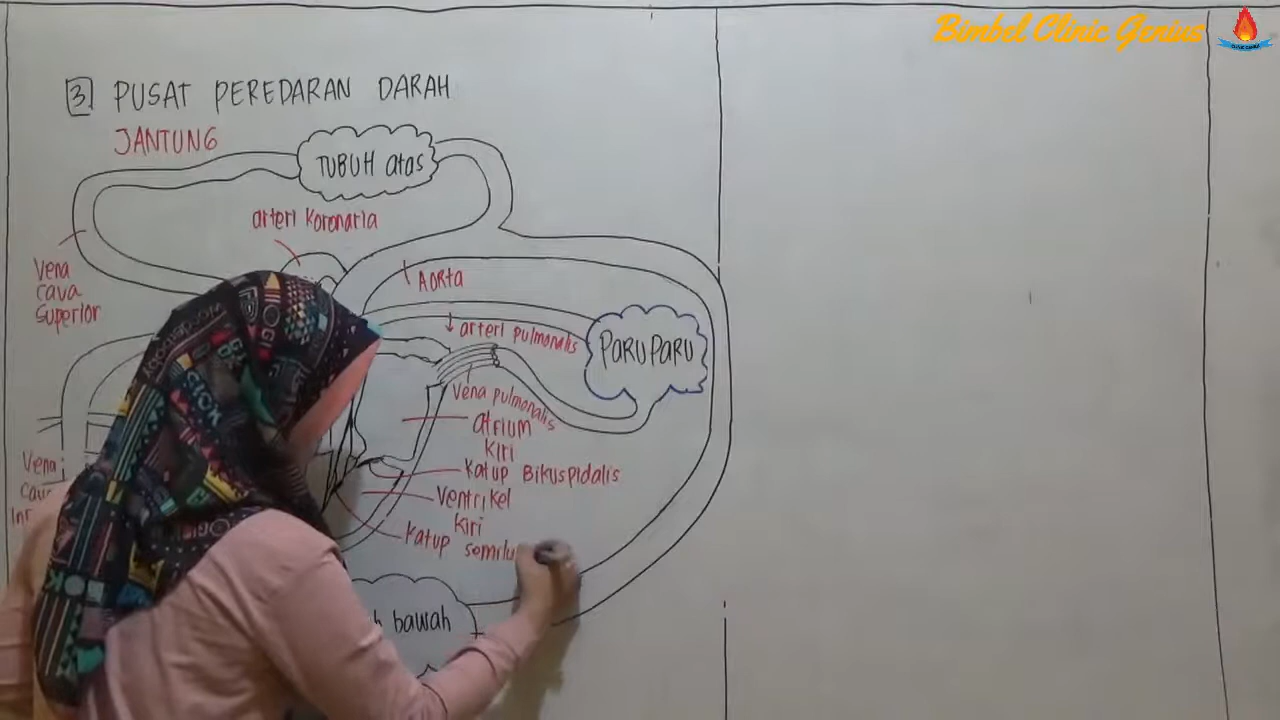 Bimbel Clinic Genius
3 PUSAT PEREDARAN DARAH
JANTUNG
TUBUH atas
arteri koronaria
Vena
cava
superior
AORta
arteri pulmonalis
PARU PARU
Vena pulmonalis
atrium
kiri
katup Bikuspidalis
Ventrikel
kiri
katup semilu
Vena
bawah